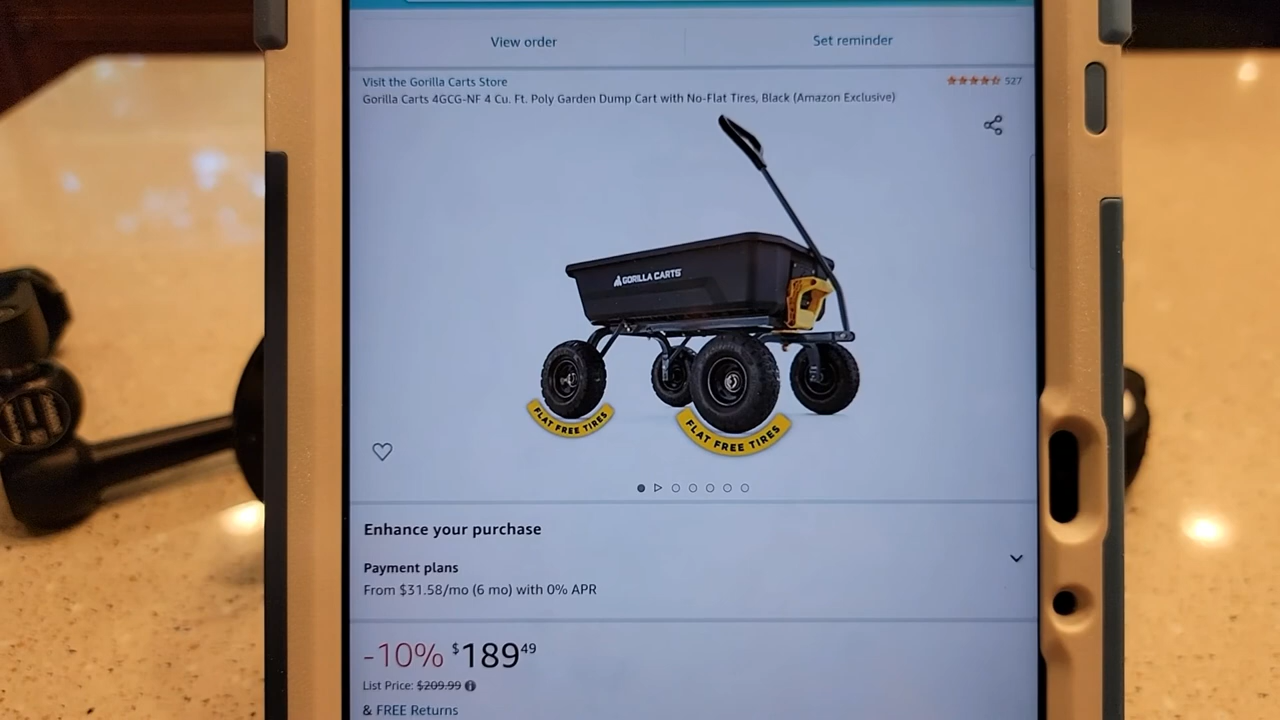 View order
Set reminder
Visit the Gorilla Carts Store
527
Gorilla Carts 4GCG-NF 4 Cu. Ft. Poly Garden Dump Cart with No-Flat Tires, Black (Amazon Exclusive)
GORILLA CARTS
FLAT FREE TIRES
FLAT FREE TIRES
Enhance your purchase
Payment plans
From $31.58/mo (6 mo) with 0% APR
-10% $189.49
List Price: $209.99
& FREE Returns